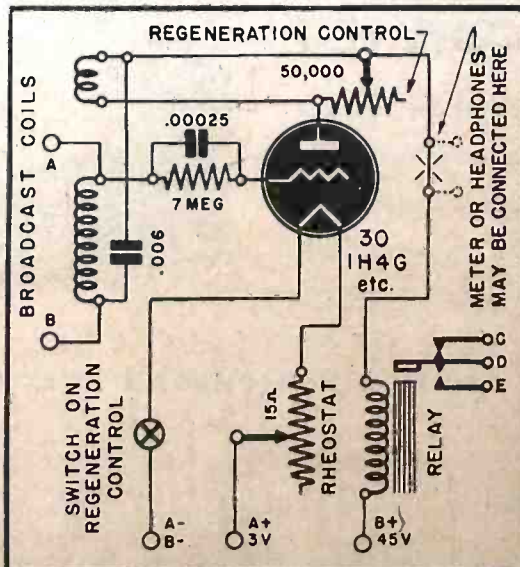 REGENERATION CONTROL
50,000
.00025
7 MEG
BROADCAST COILS
A
B
.006
30
1H4G
etc.
METER OR HEADPHONES
MAY BE CONNECTED HERE
C
D
E
SWITCH ON
REGENERATION
CONTROL
15Ω
RHEOSTAT
RELAY
A-
B-
A+
3V
B+
45V